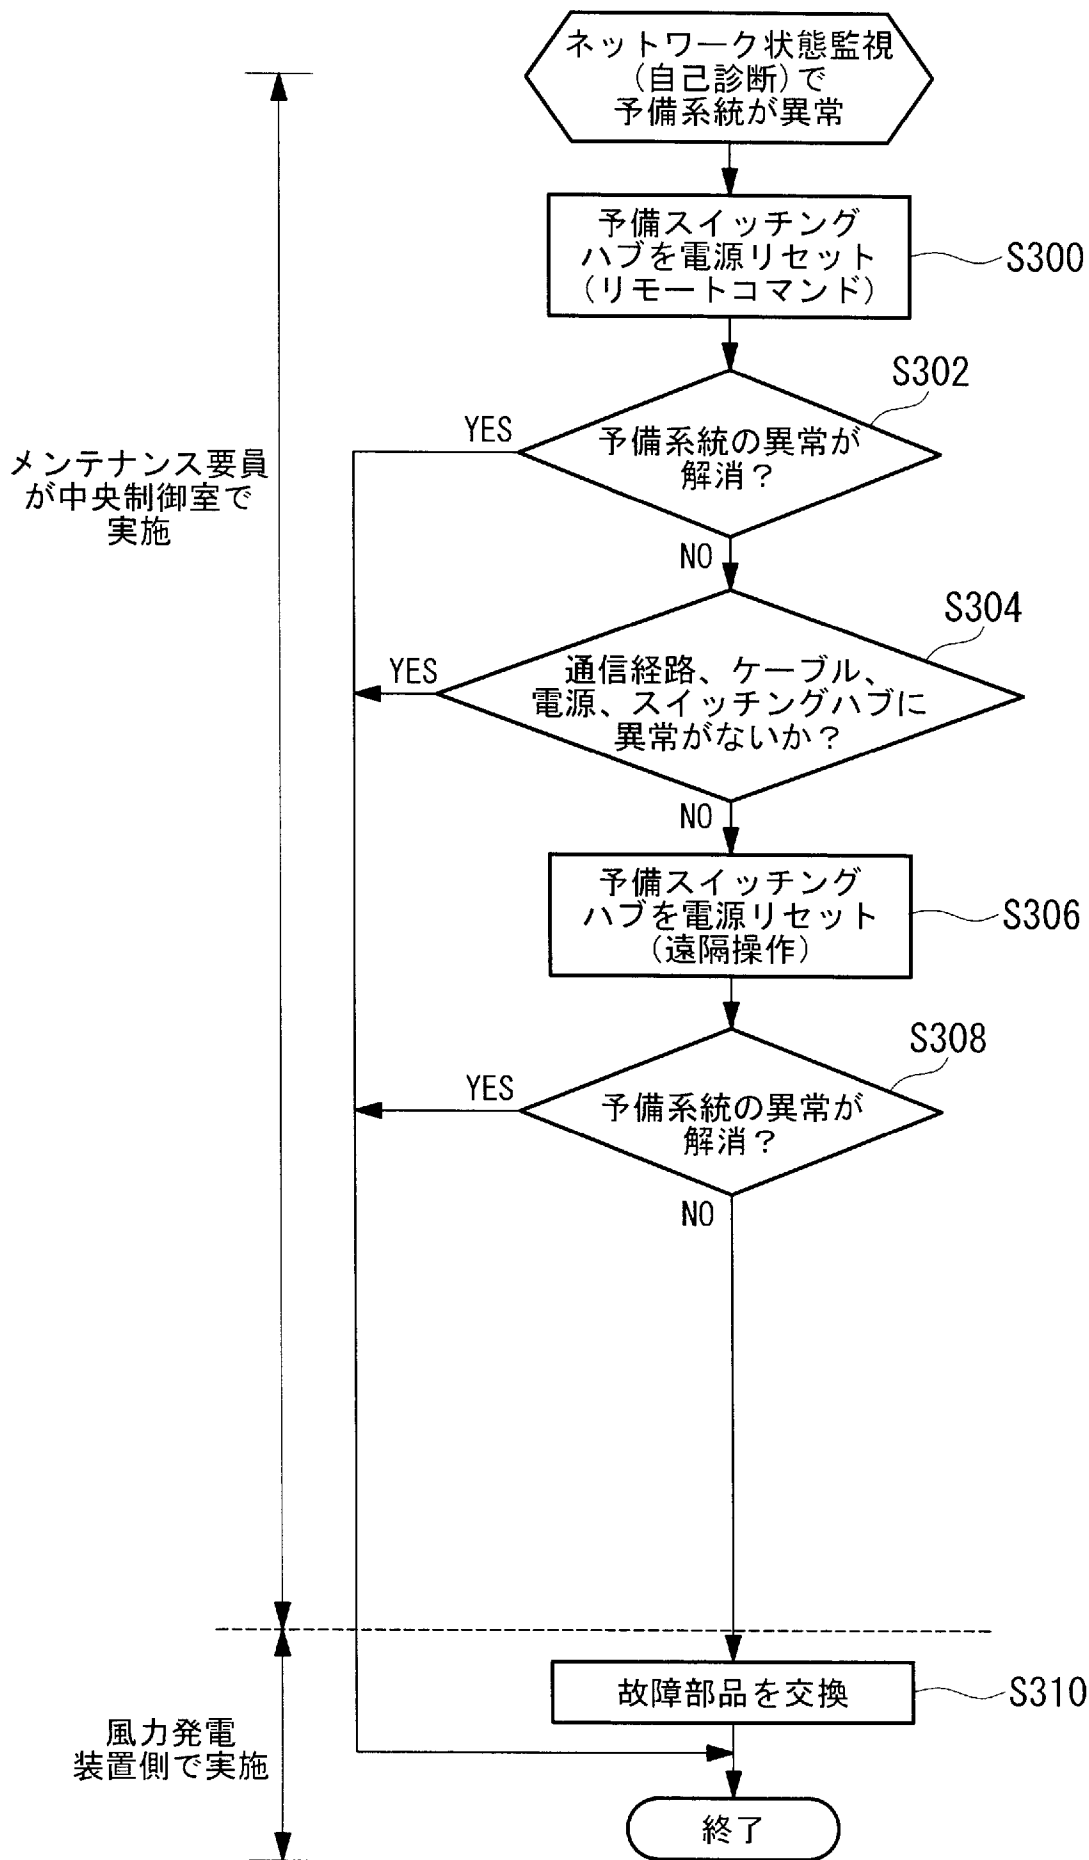 ネットワーク状態監視
(自己診断)で
予備系統が異常
予備スイッチング
ハブを電源リセット
(リモートコマンド)
S300
S302
YES
予備系統の異常が
解消？
メンテナンス要員
が中央制御室で
実施
NO
S304
YES
通信経路、ケーブル、
電源、スイッチングハブに
異常がないか？
NO
予備スイッチング
ハブを電源リセット
(遠隔操作)
S306
S308
YES
予備系統の異常が
解消？
NO
故障部品を交換
S310
風力発電
装置側で実施
終了